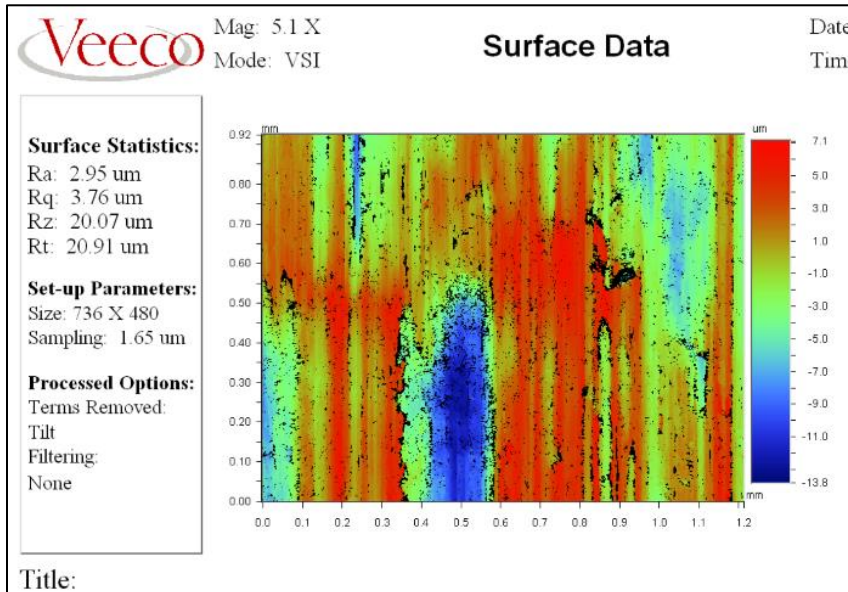 Veeco
Mag: 5.1 X
Mode: VSI
Surface Data
Date
Tim
Surface Statistics:
Ra: 2.95 um
Rq: 3.76 um
Rz: 20.07 um
Rt: 20.91 um
Set-up Parameters:
Size: 736 X 480
Sampling: 1.65 um
Processed Options:
Terms Removed:
Tilt
Filtering:
None
mm
0.92
0.80
0.70
0.60
0.50
0.40
0.30
0.20
0.10
0.00
0.0 0.1 0.2 0.3 0.4 0.5 0.6 0.7 0.8 0.9 1.0 1.1 1.2
mm
um
7.1
5.0
3.0
1.0
-1.0
-3.0
-5.0
-7.0
-9.0
-11.0
-13.8
Title: